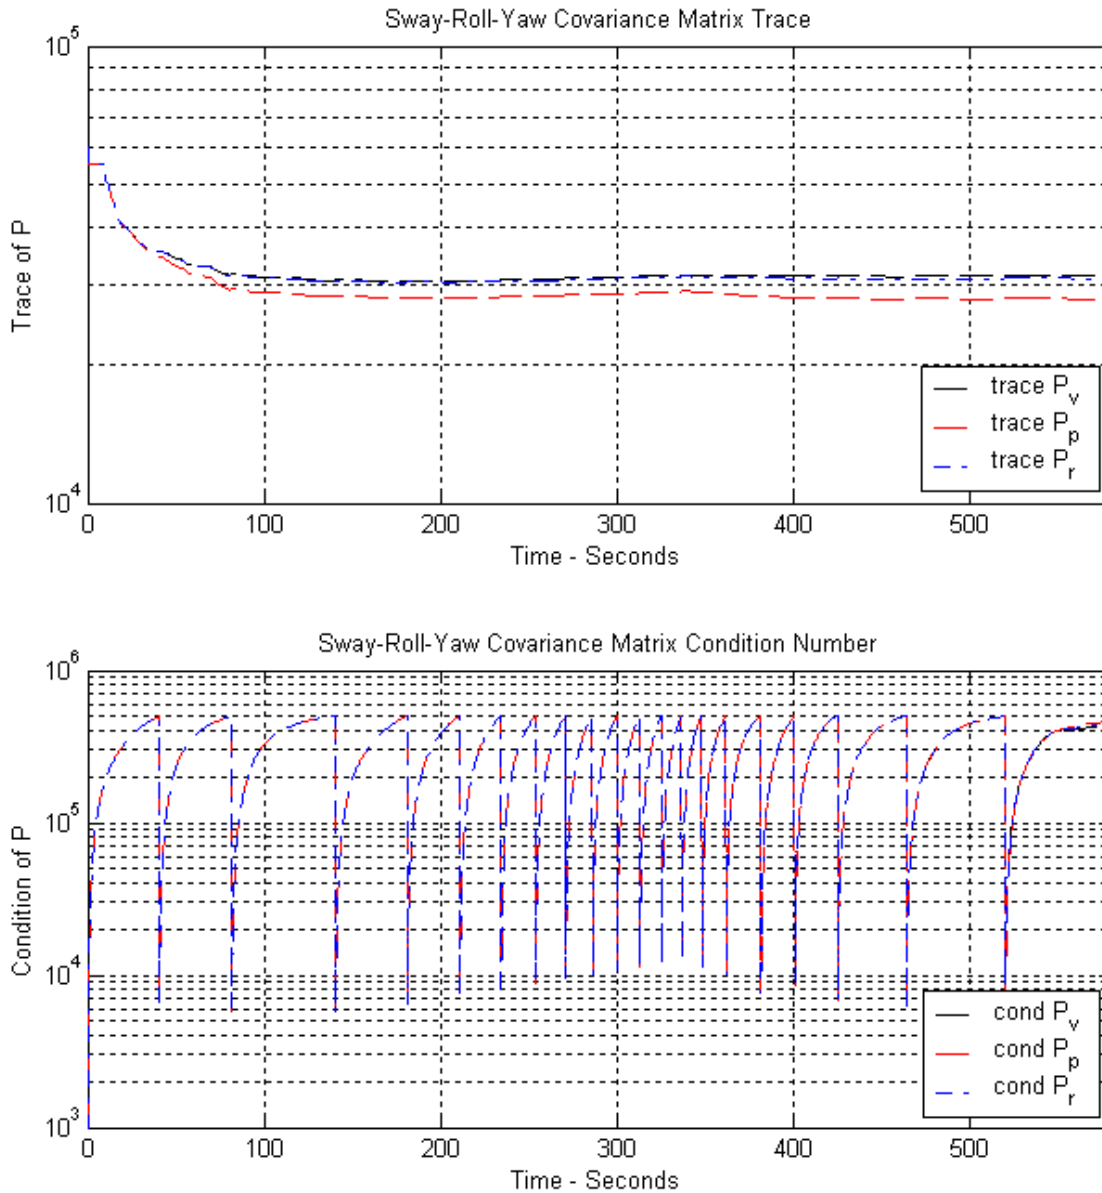 Sway-Roll-Yaw Covariance Matrix Trace
10^5
Trace of P
trace P_v
trace P_p
trace P_r
10^4
0 100 200 300 400 500
Time - Seconds
Sway-Roll-Yaw Covariance Matrix Condition Number
10^6
10^5
Condition of P
10^4
cond P_v
cond P_p
cond P_r
10^3
0 100 200 300 400 500
Time - Seconds